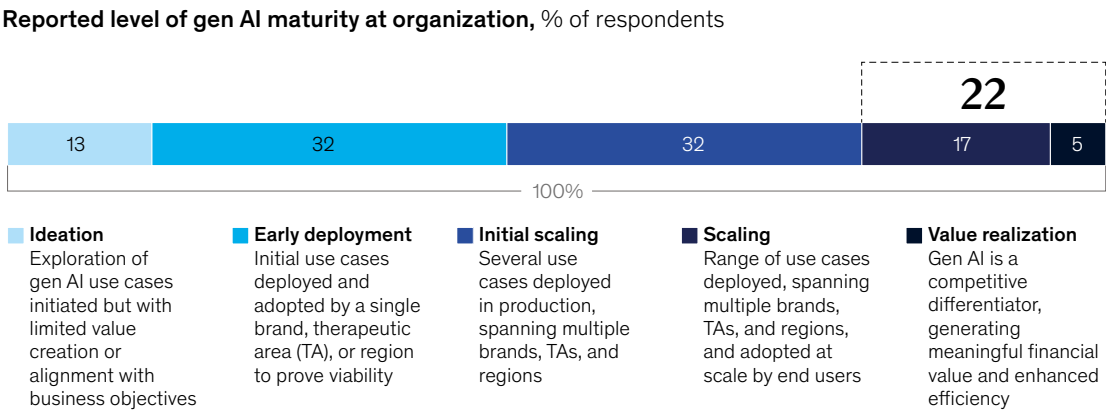 Reported level of gen AI maturity at organization, % of respondents
22
13 32 32 17 5
100%
Ideation
Exploration of
gen AI use cases
initiated but with
limited value
creation or
alignment with
business objectives
Early deployment
Initial use cases
deployed and
adopted by a single
brand, therapeutic
area (TA), or region
to prove viability
Initial scaling
Several use
cases deployed
in production,
spanning multiple
brands, TAs, and
regions
Scaling
Range of use cases
deployed, spanning
multiple brands,
TAs, and regions,
and adopted at
scale by end users
Value realization
Gen AI is a
competitive
differentiator,
generating
meaningful financial
value and enhanced
efficiency